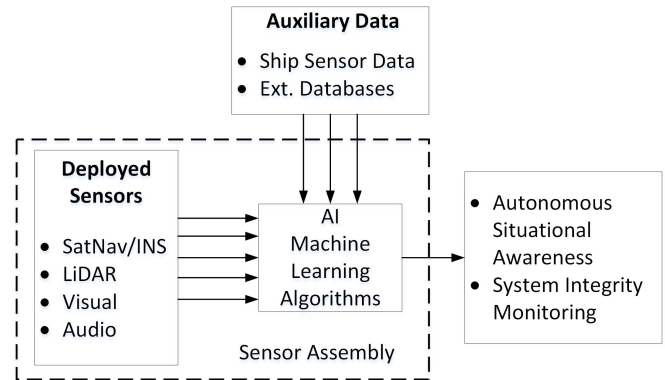 Auxiliary Data
• Ship Sensor Data
• Ext. Databases
Deployed
Sensors
• SatNav/INS
• LiDAR
• Visual
• Audio
AI
Machine
Learning
Algorithms
Sensor Assembly
• Autonomous
Situational
Awareness
• System Integrity
Monitoring